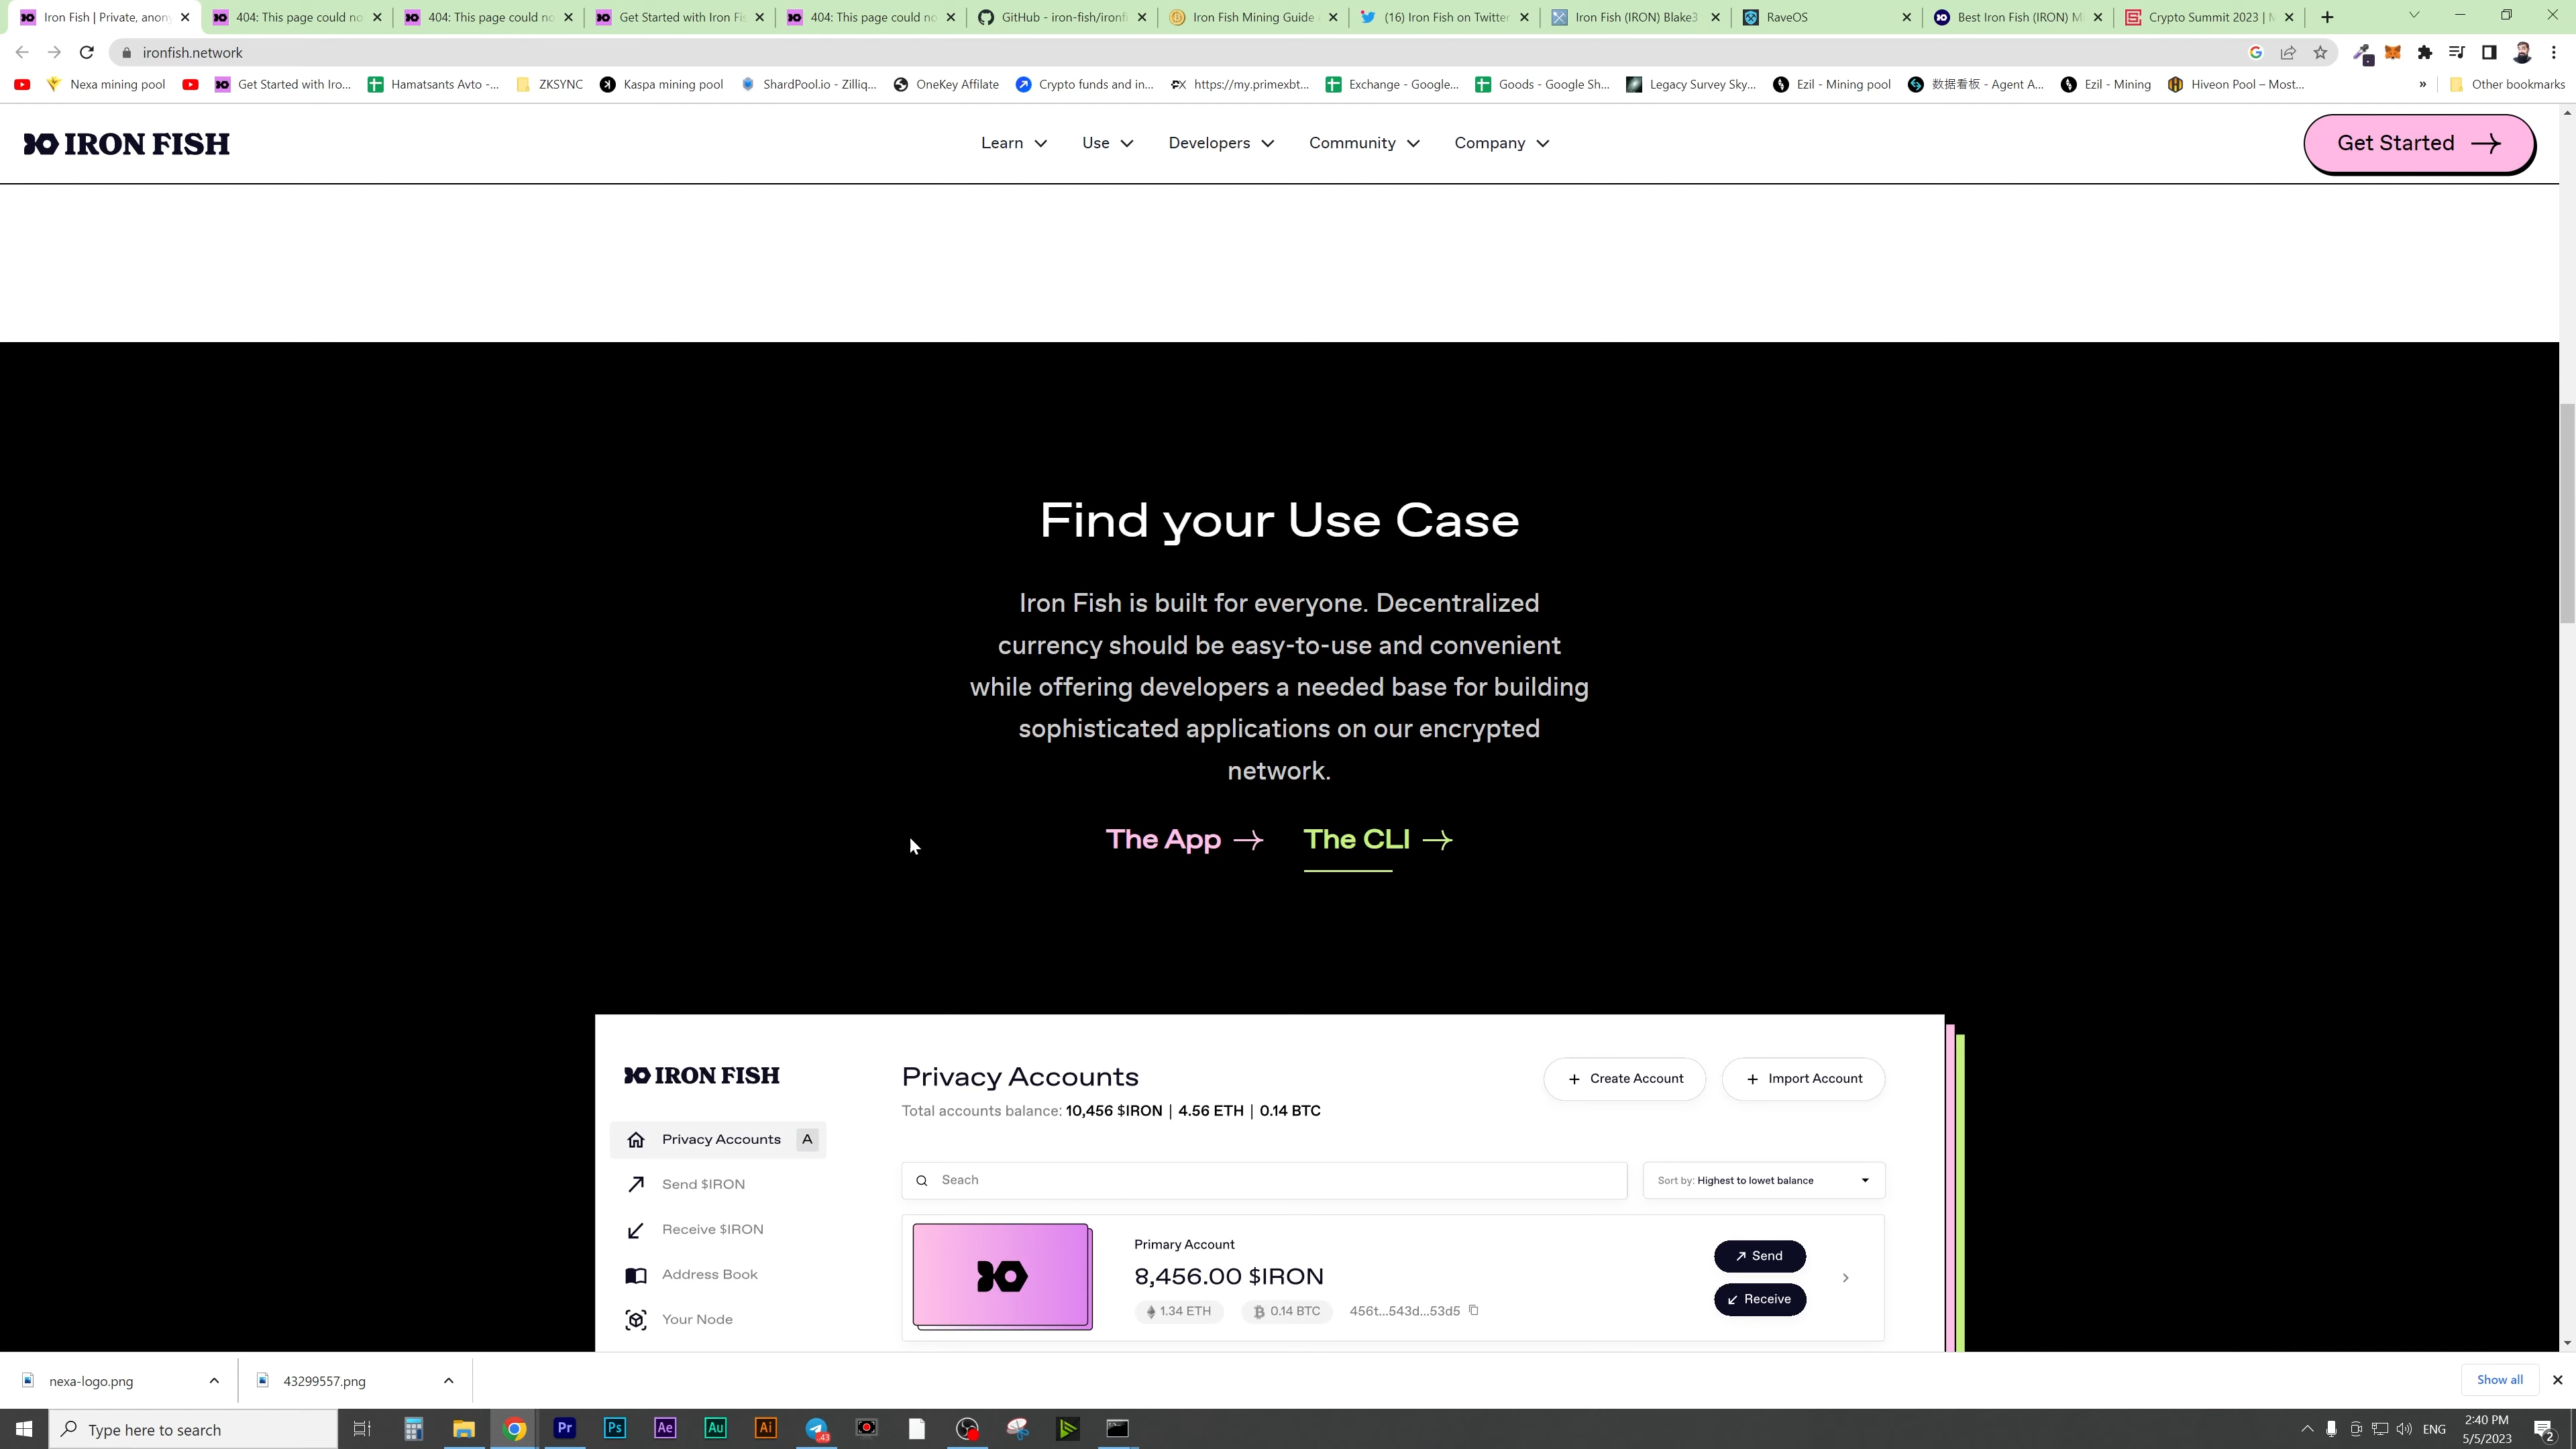 Iron Fish | Private, anony
404: This page could no
404: This page could no
Get Started with Iron Fis
404: This page could no
GitHub - iron-fish/ironfi
Iron Fish Mining Guide
(16) Iron Fish on Twitter
Iron Fish (IRON) Blake3
RaveOS
Best Iron Fish (IRON) M
Crypto Summit 2023 | M
ironfish.network
Nexa mining pool
Get Started with Iro...
Hamatsants Avto -...
ZKSYNC
Kaspa mining pool
ShardPool.io - Zilliq...
OneKey Affilate
Crypto funds and in...
https://my.primexbt...
Exchange - Google...
Goods - Google Sh...
Legacy Survey Sky...
Ezil - Mining pool
数据看板 - Agent A...
Ezil - Mining
Hiveon Pool – Most...
»
Other bookmarks
IRON FISH
Learn
Use
Developers
Community
Company
Get Started
Find your Use Case
Iron Fish is built for everyone. Decentralized
currency should be easy-to-use and convenient
while offering developers a needed base for building
sophisticated applications on our encrypted
network.
The App
The CLI
IRON FISH
Privacy Accounts
Total accounts balance: 10,456 $IRON | 4.56 ETH | 0.14 BTC
+ Create Account
+ Import Account
Privacy Accounts A
Send $IRON
Receive $IRON
Address Book
Your Node
Seach
Sort by: Highest to lowet balance
Primary Account
8,456.00 $IRON
1.34 ETH
0.14 BTC
456t...543d...53d5
Send
Receive
nexa-logo.png
43299557.png
Show all
Type here to search
Pr
Ps
Ae
Au
Ai
43
ENG
2:40 PM
5/5/2023
2